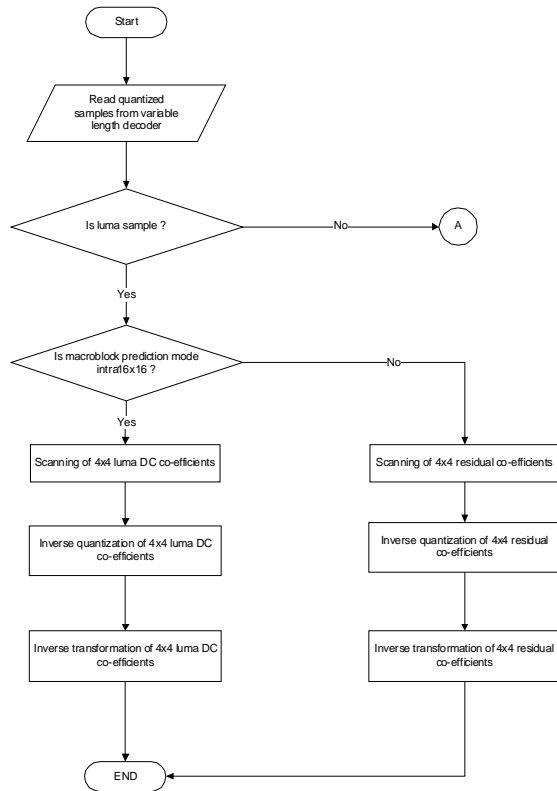 Start
Read quantized
samples from variable
length decoder
Is luma sample ?
No
A
Yes
Is macroblock prediction mode
intra16x16 ?
No
Yes
Scanning of 4x4 luma DC co-efficients
Scanning of 4x4 residual co-efficients
Inverse quantization of 4x4 luma DC
co-efficients
Inverse quantization of 4x4 residual
co-efficients
Inverse transformation of 4x4 luma DC
co-efficients
Inverse transformation of 4x4 residual
co-efficients
END